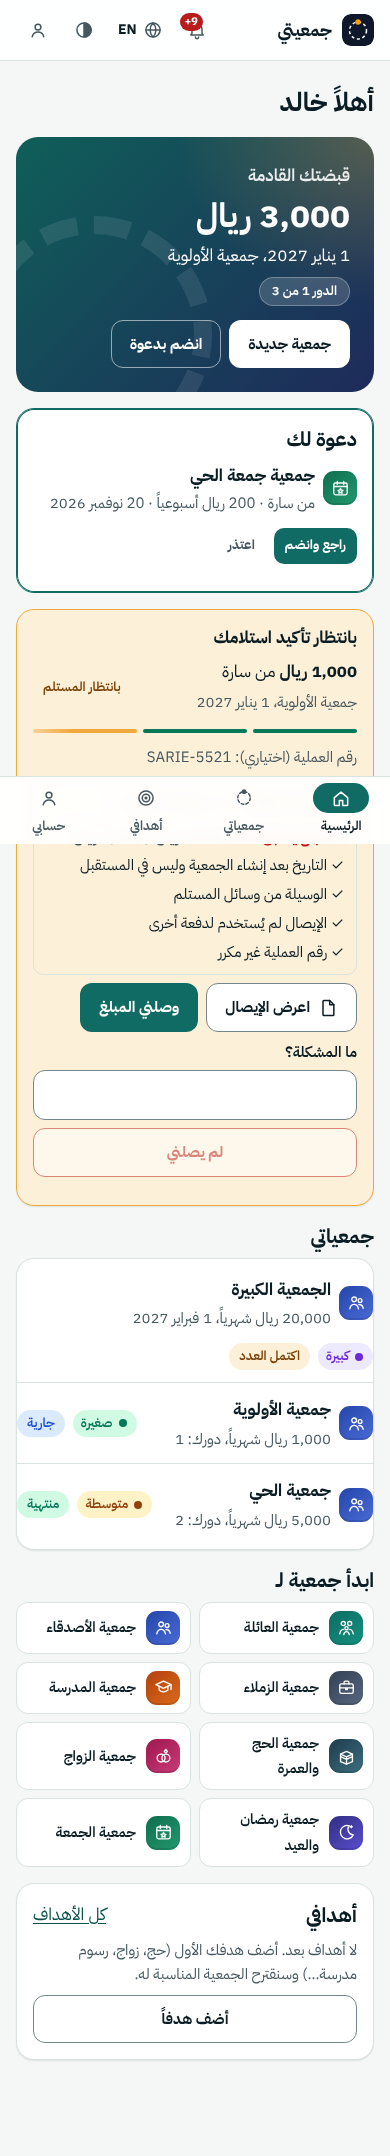 جمعيتي
+9
EN
أهلاً خالد
قبضتك القادمة
3,000 ريال
1 يناير 2027، جمعية الأولوية
الدور 1 من 3
جمعية جديدة
انضم بدعوة
دعوة لك
جمعية جمعة الحي
من سارة · 200 ريال أسبوعياً · 20 نوفمبر 2026
راجع وانضم
اعتذر
بانتظار تأكيد استلامك
1,000 ريال من سارة
بانتظار المستلم
جمعية الأولوية، 1 يناير 2027
رقم العملية (اختياري): SARIE-5521
الرئيسية
جمعياتي
أهدافي
حسابي
✓ التاريخ بعد إنشاء الجمعية وليس في المستقبل
✓ الوسيلة من وسائل المستلم
✓ الإيصال لم يُستخدم لدفعة أخرى
✓ رقم العملية غير مكرر
اعرض الإيصال
وصلني المبلغ
ما المشكلة؟
لم يصلني
جمعياتي
الجمعية الكبيرة
20,000 ريال شهرياً، 1 فبراير 2027
كبيرة
اكتمل العدد
جمعية الأولوية
1,000 ريال شهرياً، دورك: 1
صغيرة
جارية
جمعية الحي
5,000 ريال شهرياً، دورك: 2
متوسطة
منتهية
ابدأ جمعية لـ
جمعية العائلة
جمعية الأصدقاء
جمعية الزملاء
جمعية المدرسة
جمعية الحج
والعمرة
جمعية الزواج
جمعية رمضان
والعيد
جمعية الجمعة
أهدافي
كل الأهداف
لا أهداف بعد. أضف هدفك الأول (حج، زواج، رسوم
مدرسة...) وسنقترح الجمعية المناسبة له.
أضف هدفاً